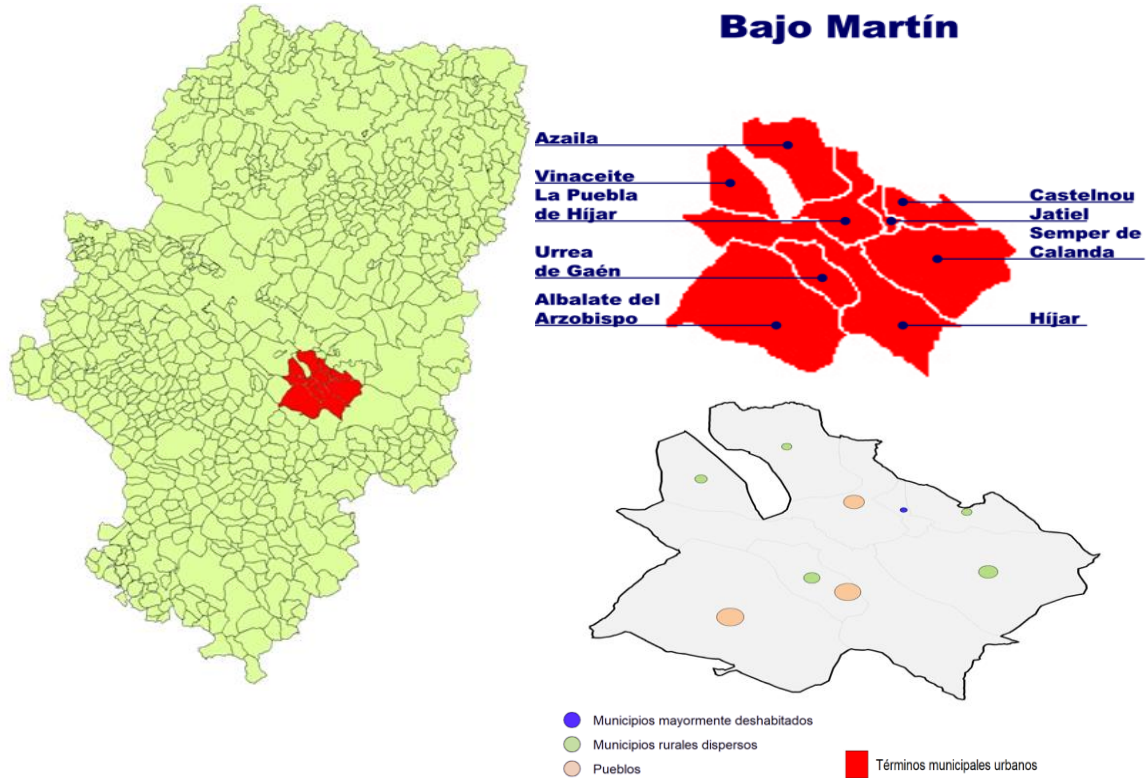 Bajo Martín
Azaila
Vinaceite
La Puebla
de Híjar
Urrea
de Gaén
Albalate del
Arzobispo
Castelnou
Jatiel
Semper de
Calanda
Híjar
Municipios mayormente deshabitados
Municipios rurales dispersos
Pueblos
Términos municipales urbanos